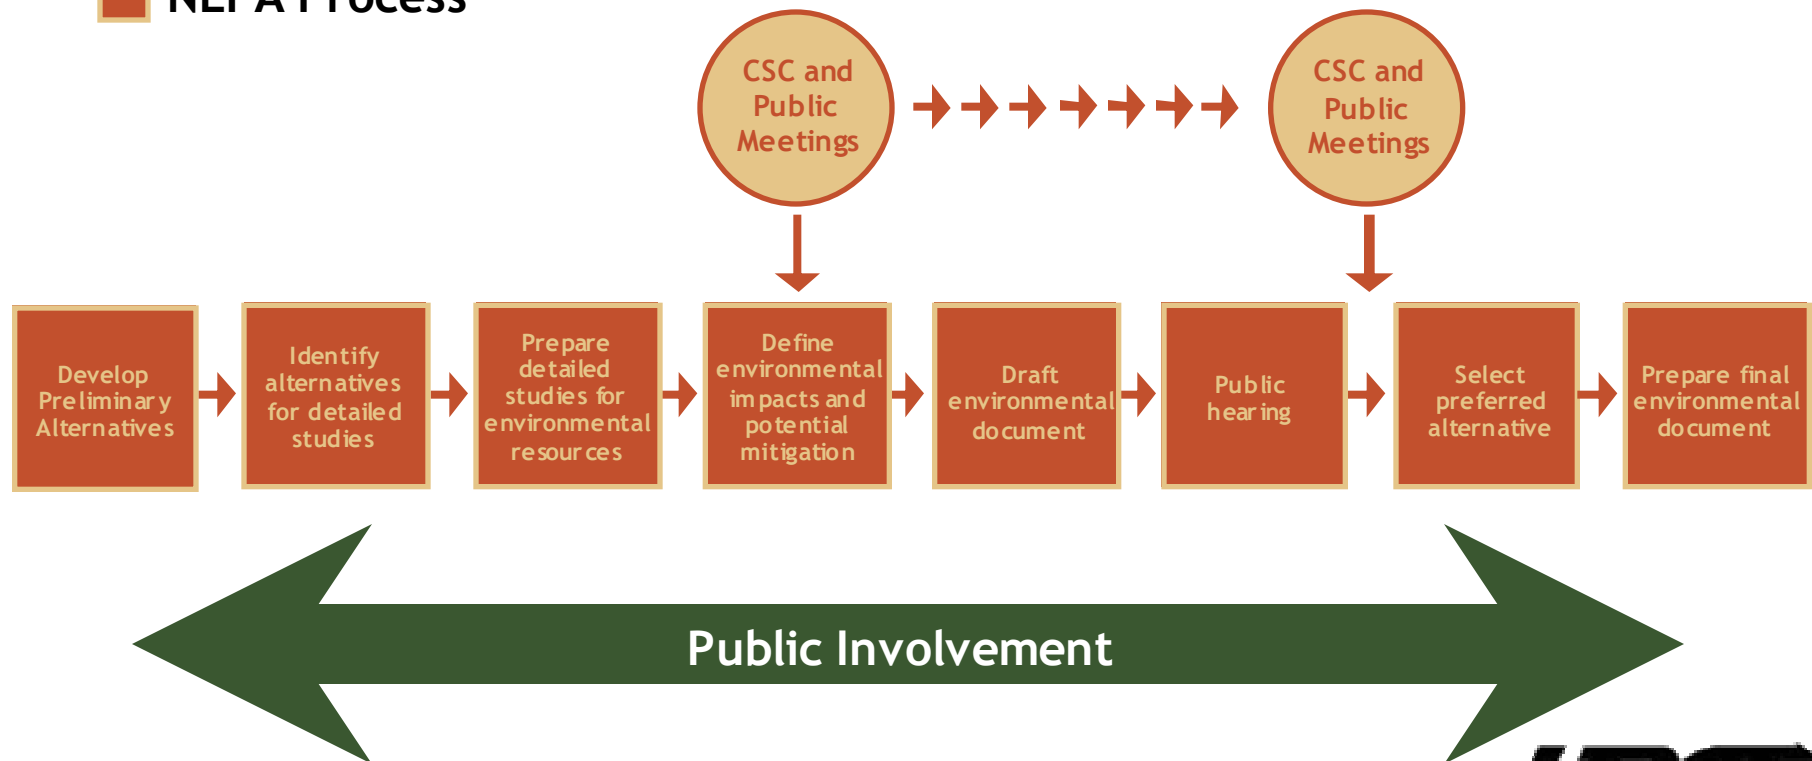 NEPA Process
CSC and
Public
Meetings
CSC and
Public
Meetings
Develop
Preliminary
Alternatives
Identify
alternatives
for detailed
studies
Prepare
detailed
studies for
environmental
resources
Define
environmental
impacts and
potential
mitigation
Draft
environmental
document
Public
hearing
Select
preferred
alternative
Prepare final
environmental
document
Public Involvement